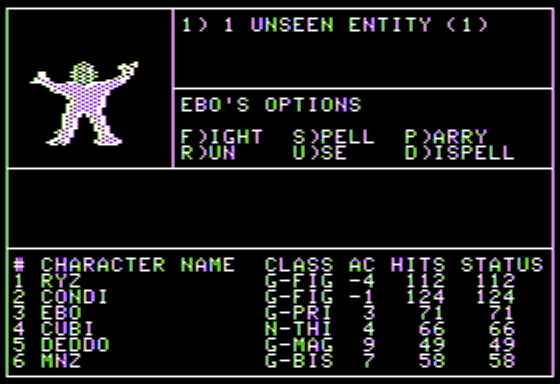 1) 1 UNSEEN ENTITY (1)
EBO'S OPTIONS
F)IGHT S)PELL P)ARRY
R)UN U)SE D)ISPELL
# CHARACTER NAME CLASS AC HITS STATUS
1 RYZ G-FIG -4 112 112
2 CONDI G-FIG -1 124 124
3 EBO G-PRI 3 71 71
4 CUBI N-THI 4 66 66
5 DEDDO G-MAG 9 49 49
6 MNZ G-BIS 7 58 58